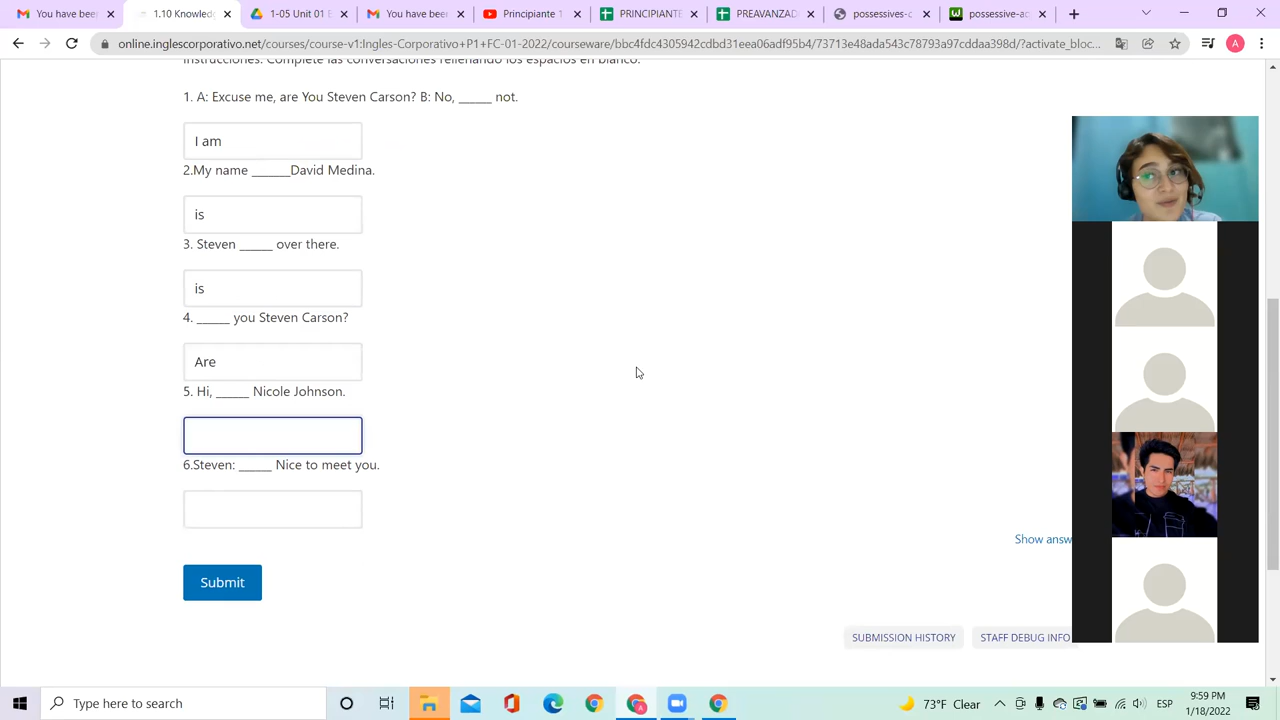 You have bee
1.10 Knowled
1-05 Unit 01 E
You have bee
Principiante 1
PRINCIPIANTE
PREAVANZAD
possessives-c
possessive-a
online.inglescorporativo.net/courses/course-v1:Ingles-Corporativo+P1+FC-01-2022/courseware/bbc4fdc4305942cdbd31eea06adf95b4/73713e48ada543c78793a97cddaa398d/?activate_bloc...
Instrucciones: Complete las conversaciones rellenando los espacios en blanco.
1. A: Excuse me, are You Steven Carson? B: No, _____ not.
I am
2.My name ______David Medina.
is
3. Steven _____ over there.
is
4. _____ you Steven Carson?
Are
5. Hi, _____ Nicole Johnson.
6.Steven: _____ Nice to meet you.
Show answ
Submit
SUBMISSION HISTORY
STAFF DEBUG INFO
Type here to search
73°F Clear
ESP
9:59 PM
1/18/2022